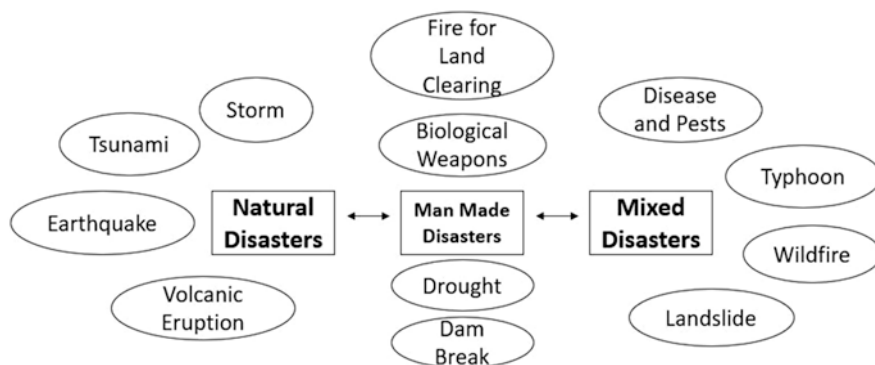 Fire for
Land
Clearing
Storm
Disease
and Pests
Tsunami
Biological
Weapons
Typhoon
Earthquake
Natural
Disasters
Man Made
Disasters
Mixed
Disasters
Wildfire
Volcanic
Eruption
Drought
Landslide
Dam
Break